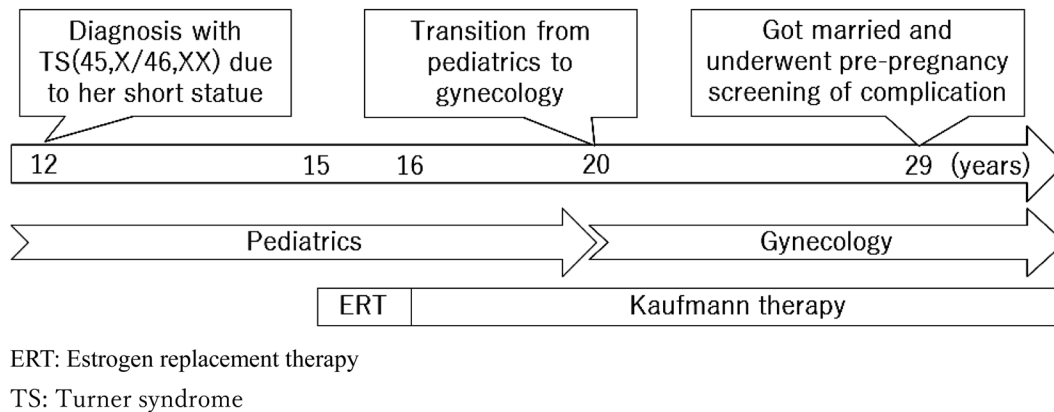 Diagnosis with
TS(45,X/46,XX) due
to her short statue
Transition from
pediatrics to
gynecology
Got married and
underwent pre-pregnancy
screening of complication
12 15 16 20 29 (years)
Pediatrics Gynecology
ERT Kaufmann therapy
ERT: Estrogen replacement therapy
TS: Turner syndrome